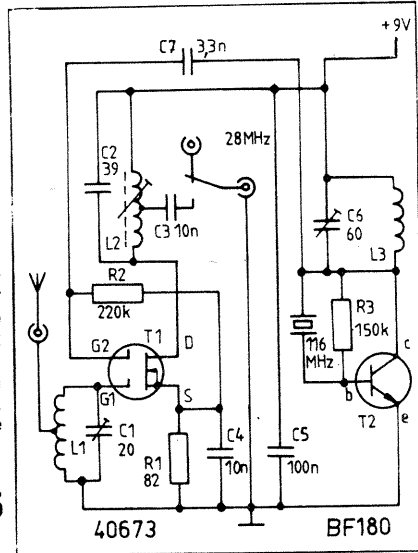 +9V
C7 3,3n
28MHz
C2
39
C3 10n
L2
C6
60
L3
R2
220k
T1
D
G2
G1
S
R3
150k
116
MHz
c
b
e
T2
L1
C1
20
R1
82
C4
10n
C5
100n
40673
BF180